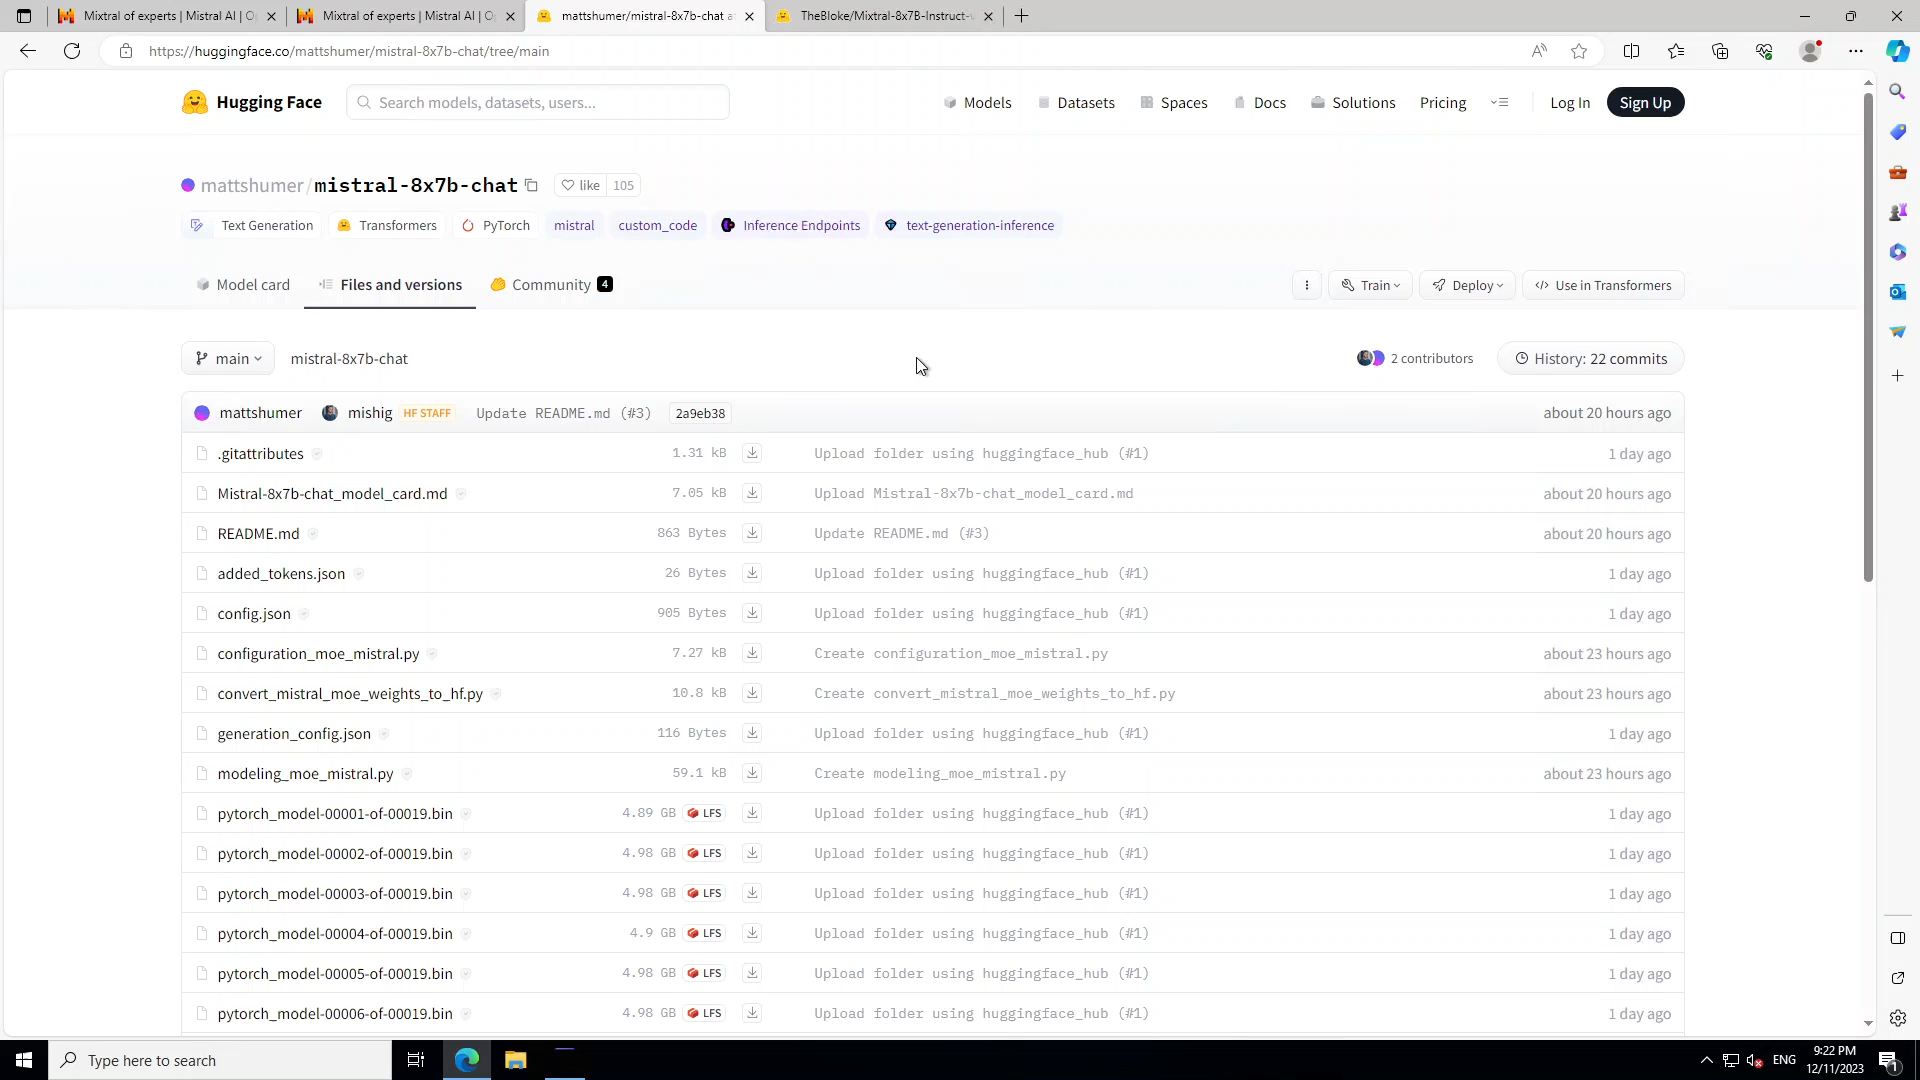 Mixtral of experts | Mistral AI | O
Mixtral of experts | Mistral AI | O
mattshumer/mistral-8x7b-chat a
TheBloke/Mixtral-8x7B-Instruct-v
https://huggingface.co/mattshumer/mistral-8x7b-chat/tree/main
Hugging Face
Search models, datasets, users...
Models
Datasets
Spaces
Docs
Solutions
Pricing
Log In
Sign Up
mattshumer/mistral-8x7b-chat
like 105
Text Generation
Transformers
PyTorch
mistral
custom_code
Inference Endpoints
text-generation-inference
Model card
Files and versions
Community 4
Train
Deploy
Use in Transformers
main
mistral-8x7b-chat
2 contributors
History: 22 commits
mattshumer mishig HF STAFF Update README.md (#3) 2a9eb38 about 20 hours ago
.gitattributes 1.31 kB Upload folder using huggingface_hub (#1) 1 day ago
Mistral-8x7b-chat_model_card.md 7.05 kB Upload Mistral-8x7b-chat_model_card.md about 20 hours ago
README.md 863 Bytes Update README.md (#3) about 20 hours ago
added_tokens.json 26 Bytes Upload folder using huggingface_hub (#1) 1 day ago
config.json 905 Bytes Upload folder using huggingface_hub (#1) 1 day ago
configuration_moe_mistral.py 7.27 kB Create configuration_moe_mistral.py about 23 hours ago
convert_mistral_moe_weights_to_hf.py 10.8 kB Create convert_mistral_moe_weights_to_hf.py about 23 hours ago
generation_config.json 116 Bytes Upload folder using huggingface_hub (#1) 1 day ago
modeling_moe_mistral.py 59.1 kB Create modeling_moe_mistral.py about 23 hours ago
pytorch_model-00001-of-00019.bin 4.89 GB LFS Upload folder using huggingface_hub (#1) 1 day ago
pytorch_model-00002-of-00019.bin 4.98 GB LFS Upload folder using huggingface_hub (#1) 1 day ago
pytorch_model-00003-of-00019.bin 4.98 GB LFS Upload folder using huggingface_hub (#1) 1 day ago
pytorch_model-00004-of-00019.bin 4.9 GB LFS Upload folder using huggingface_hub (#1) 1 day ago
pytorch_model-00005-of-00019.bin 4.98 GB LFS Upload folder using huggingface_hub (#1) 1 day ago
pytorch_model-00006-of-00019.bin 4.98 GB LFS Upload folder using huggingface_hub (#1) 1 day ago
Type here to search
ENG
9:22 PM
12/11/2023
1